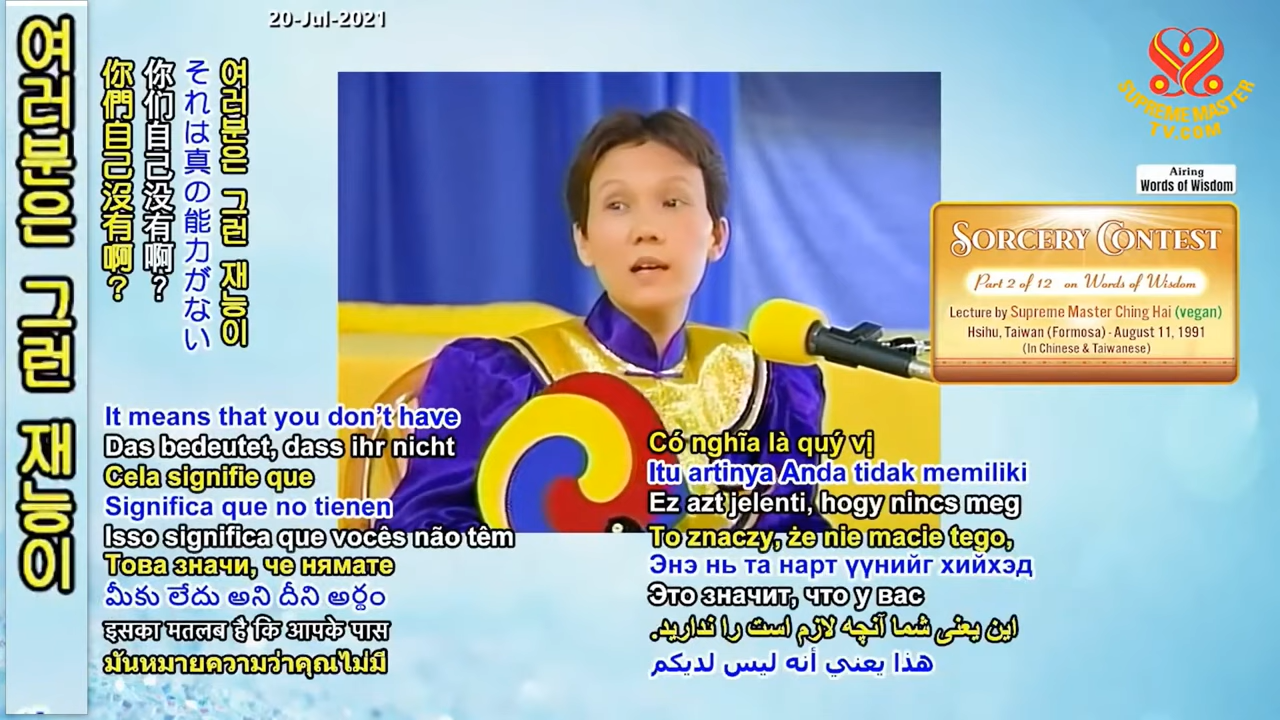 20-Jul-2021
여러분은 그런 재능이
你們自己沒有啊？
你们自己没有啊？
それは真の能力がない
여러분은 그런 재능이
SUPREME MASTER
TV.COM
Airing
Words of Wisdom
SORCERY CONTEST
Part 2 of 12 on Words of Wisdom
Lecture by Supreme Master Ching Hai (vegan)
Hsihu, Taiwan (Formosa) - August 11, 1991
(In Chinese & Taiwanese)
It means that you don't have
Das bedeutet, dass ihr nicht
Cela signifie que
Significa que no tienen
Isso significa que vocês não têm
Това значи, че нямате
మీకు లేదు అని దీని అర్థం
इसका मतलब है कि आपके पास
มันหมายความว่าคุณไม่มี
Có nghĩa là quý vị
Itu artinya Anda tidak memiliki
Ez azt jelenti, hogy nincs meg
To znaczy, że nie macie tego,
Энэ нь та нарт үүнийг хийхэд
Это значит, что у вас
این یعنی شما آنچه لازم است را ندارید.
هذا يعني أنه ليس لديكم